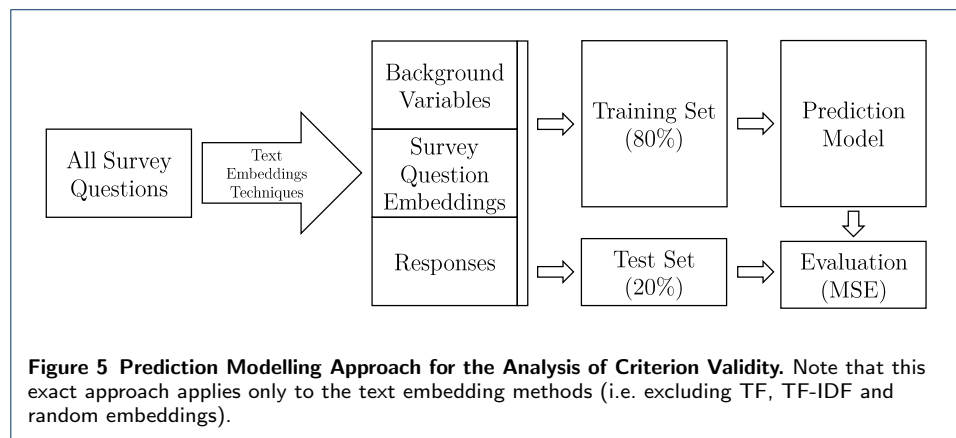 All Survey
Questions
Text
Embeddings
Techniques
Background
Variables
Survey
Question
Embeddings
Responses
Training Set
(80%)
Prediction
Model
Test Set
(20%)
Evaluation
(MSE)
Figure 5 Prediction Modelling Approach for the Analysis of Criterion Validity. Note that this
exact approach applies only to the text embedding methods (i.e. excluding TF, TF-IDF and
random embeddings).